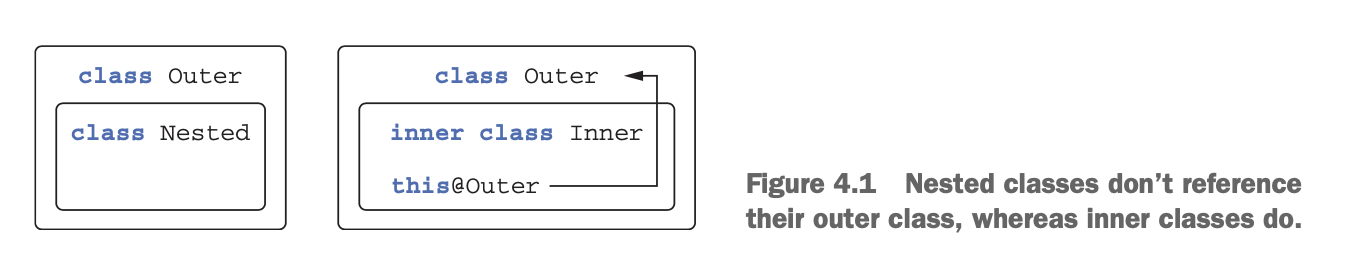 class Outer
class Nested
class Outer
inner class Inner
this@Outer
Figure 4.1 Nested classes don’t reference
their outer class, whereas inner classes do.